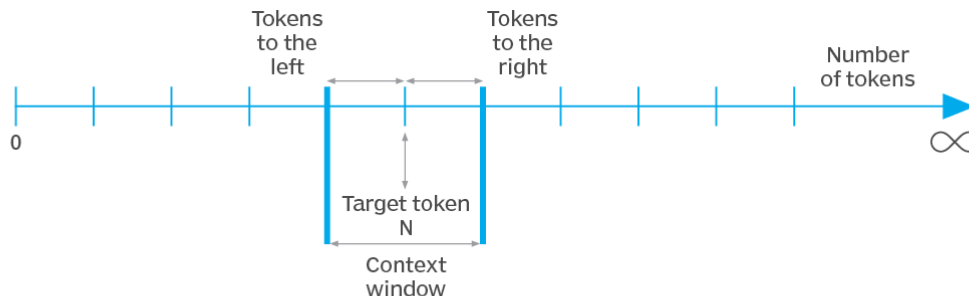 Tokens
to the
left
Tokens
to the
right
Number
of tokens
0
∞
Target token
N
Context
window